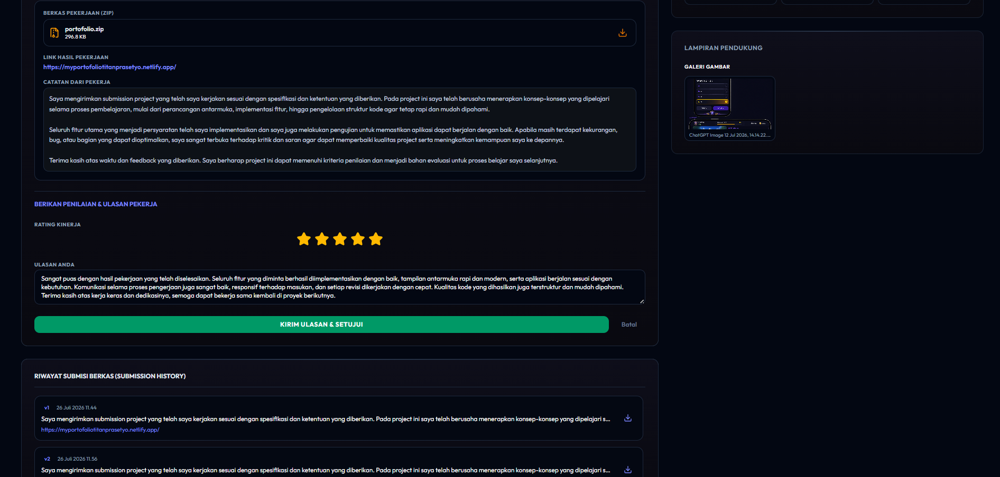 BERKAS PEKERJAAN (ZIP)
portofolio.zip
296.8 KB
LINK HASIL PEKERJAAN
https://myportofoliotitanprasetyo.netlify.app/
CATATAN DARI PEKERJA
Saya mengirimkan submission project yang telah saya kerjakan sesuai dengan spesifikasi dan ketentuan yang diberikan. Pada project ini saya telah berusaha menerapkan konsep-konsep yang dipelajari
selama proses pembelajaran, mulai dari perancangan antarmuka, implementasi fitur, hingga pengelolaan struktur kode agar tetap rapi dan mudah dipahami.
Seluruh fitur utama yang menjadi persyaratan telah saya implementasikan dan saya juga melakukan pengujian untuk memastikan aplikasi dapat berjalan dengan baik. Apabila masih terdapat kekurangan,
bug, atau bagian yang dapat dioptimalkan, saya sangat terbuka terhadap kritik dan saran agar dapat memperbaiki kualitas project serta meningkatkan kemampuan saya ke depannya.
Terima kasih atas waktu dan feedback yang diberikan. Saya berharap project ini dapat memenuhi kriteria penilaian dan menjadi bahan evaluasi untuk proses belajar saya selanjutnya.
BERIKAN PENILAIAN & ULASAN PEKERJA
RATING KINERJA
ULASAN ANDA
Sangat puas dengan hasil pekerjaan yang telah diselesaikan. Seluruh fitur yang diminta berhasil diimplementasikan dengan baik, tampilan antarmuka rapi dan modern, serta aplikasi berjalan sesuai dengan
kebutuhan. Komunikasi selama proses pengerjaan juga sangat baik, responsif terhadap masukan, dan setiap revisi dikerjakan dengan cepat. Kualitas kode yang dihasilkan juga terstruktur dan mudah dipahami.
Terima kasih atas kerja keras dan dedikasinya, semoga dapat bekerja sama kembali di proyek berikutnya.
KIRIM ULASAN & SETUJUI
Batal
RIWAYAT SUBMISI BERKAS (SUBMISSION HISTORY)
v1 26 Juli 2026 11.44
Saya mengirimkan submission project yang telah saya kerjakan sesuai dengan spesifikasi dan ketentuan yang diberikan. Pada project ini saya telah berusaha menerapkan konsep-konsep yang dipelajari s...
https://myportofoliotitanprasetyo.netlify.app/
v2 26 Juli 2026 11.56
Saya mengirimkan submission project yang telah saya kerjakan sesuai dengan spesifikasi dan ketentuan yang diberikan. Pada project ini saya telah berusaha menerapkan konsep-konsep yang dipelajari s...
LAMPIRAN PENDUKUNG
GALERI GAMBAR
ChatGPT Image 12 Jul 2026, 14.14.22....